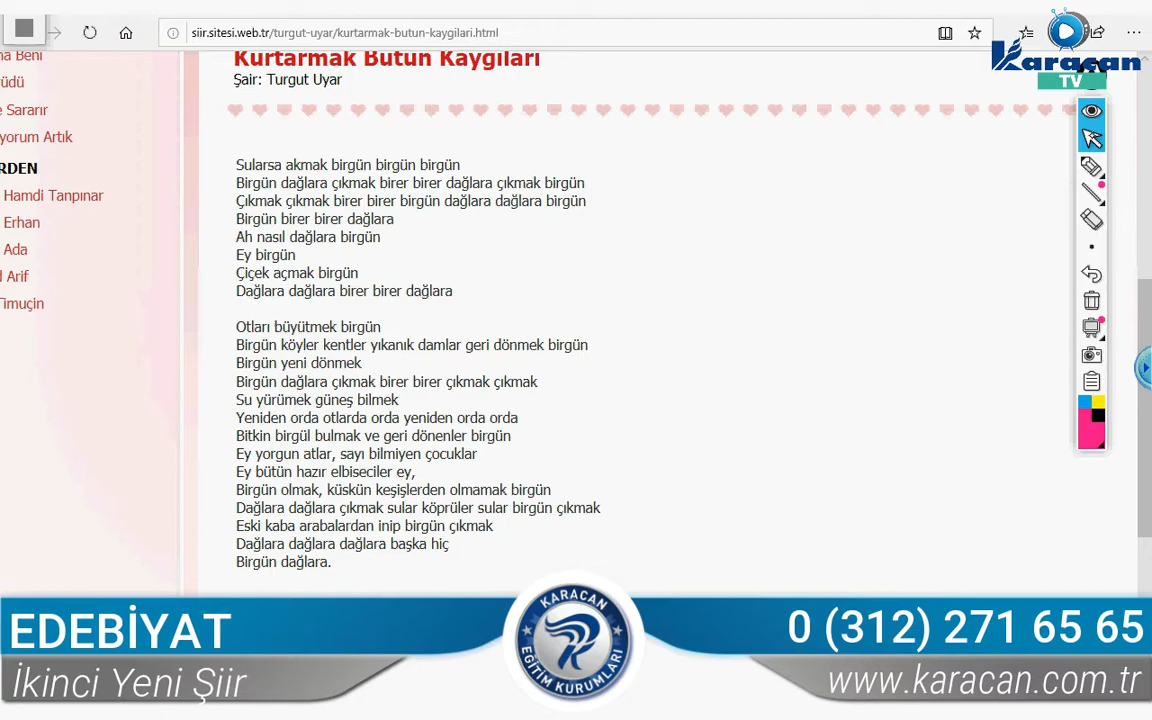 siir.sitesi.web.tr/turgut-uyar/kurtarmak-butun-kaygilari.html
Karacan
TV
Kurtarmak Bütün Kaygıları
Şair: Turgut Uyar
na Beni
rüdü
e Sararır
yorum Artık
RDEN
Hamdi Tanpınar
Erhan
Ada
d Arif
Timuçin
Sularsa akmak birgün birgün birgün
Birgün dağlara çıkmak birer birer dağlara çıkmak birgün
Çıkmak çıkmak birer birer birgün dağlara dağlara birgün
Birgün birer birer dağlara
Ah nasıl dağlara birgün
Ey birgün
Çiçek açmak birgün
Dağlara dağlara birer birer dağlara
Otları büyütmek birgün
Birgün köyler kentler yıkanık damlar geri dönmek birgün
Birgün yeni dönmek
Birgün dağlara çıkmak birer birer çıkmak çıkmak
Su yürümek güneş bilmek
Yeniden orda otlarda orda yeniden orda orda
Bitkin birgül bulmak ve geri dönenler birgün
Ey yorgun atlar, sayı bilmiyen çocuklar
Ey bütün hazır elbiseciler ey,
Birgün olmak, küskün keşişlerden olmamak birgün
Dağlara dağlara çıkmak sular köprüler sular birgün çıkmak
Eski kaba arabalardan inip birgün çıkmak
Dağlara dağlara dağlara başka hiç
Birgün dağlara.
EDEBİYAT
İkinci Yeni Şiir
KARACAN
EĞİTİM KURUMLARI
0 (312) 271 65 65
www.karacan.com.tr